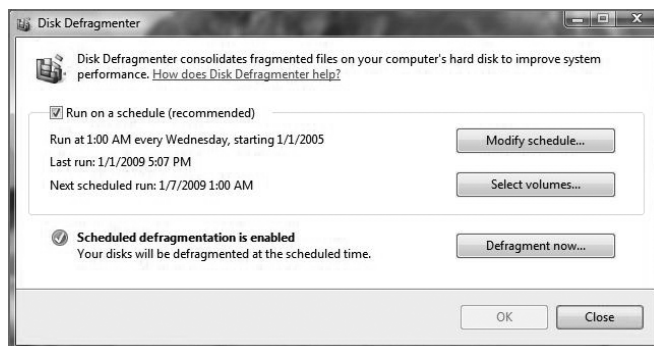 Disk Defragmenter
Disk Defragmenter consolidates fragmented files on your computer's hard disk to improve system
performance. How does Disk Defragmenter help?
Run on a schedule (recommended)
Run at 1:00 AM every Wednesday, starting 1/1/2005
Modify schedule...
Last run: 1/1/2009 5:07 PM
Next scheduled run: 1/7/2009 1:00 AM
Select volumes...
Scheduled defragmentation is enabled
Your disks will be defragmented at the scheduled time.
Defragment now...
OK
Close